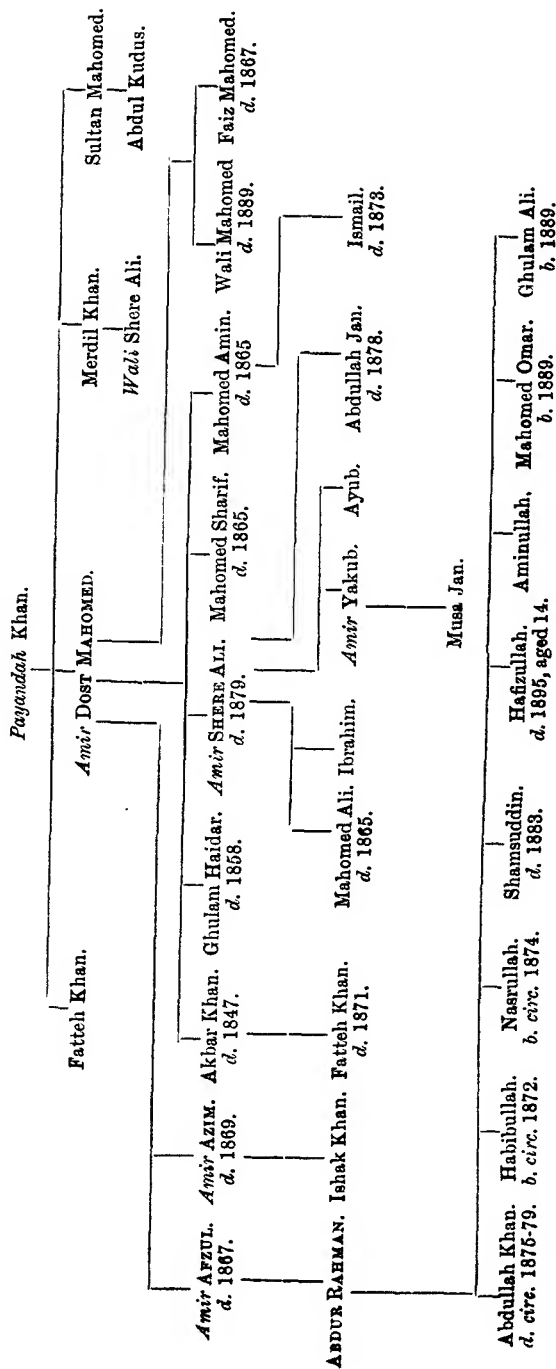 Payandah Khan.
Fatteh Khan. Amir DOST MAHOMED. Merdil Khan. Sultan Mahomed.
Wali Shere Ali. Abdul Kudus.
Amir AFZUL. Amir AZIM. Akbar Khan. Ghulam Haidar. Amir SHERE ALI. Mahomed Sharif. Mahomed Amin. Wali Mahomed Faiz Mahomed.
d. 1867. d. 1869. d. 1847. d. 1858. d. 1879. d. 1865. d. 1865 d. 1889. d. 1867.
ABDUR RAHMAN. Ishak Khan. Fatteh Khan. Mahomed Ali. Ibrahim. Amir Yakub. Ayub. Abdullah Jan. Ismail.
d. 1871. d. 1865. d. 1878. d. 1873.
Musa Jan.
Abdullah Khan. Habibullah. Nasrullah. Shamsuddin. Hafizullah. Aminullah. Mahomed Omar. Ghulam Ali.
d. circ. 1875-79. b. circ. 1872. b. circ. 1874. d. 1883. d. 1895, aged 14. b. 1889. b. 1889.